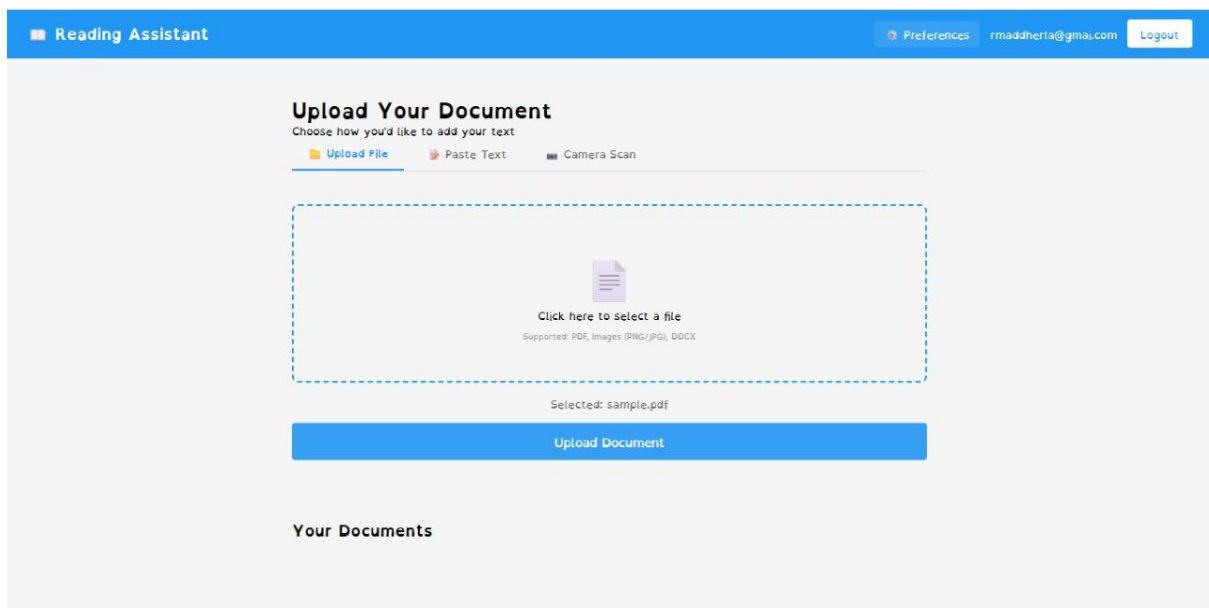 Reading Assistant
Preferences rmaddherla@gmai.com Logout
Upload Your Document
Choose how you'd like to add your text
Upload File Paste Text Camera Scan
Click here to select a file
Supported: PDF, Images (PNG/JPG), DOCX
Selected: sample.pdf
Upload Document
Your Documents